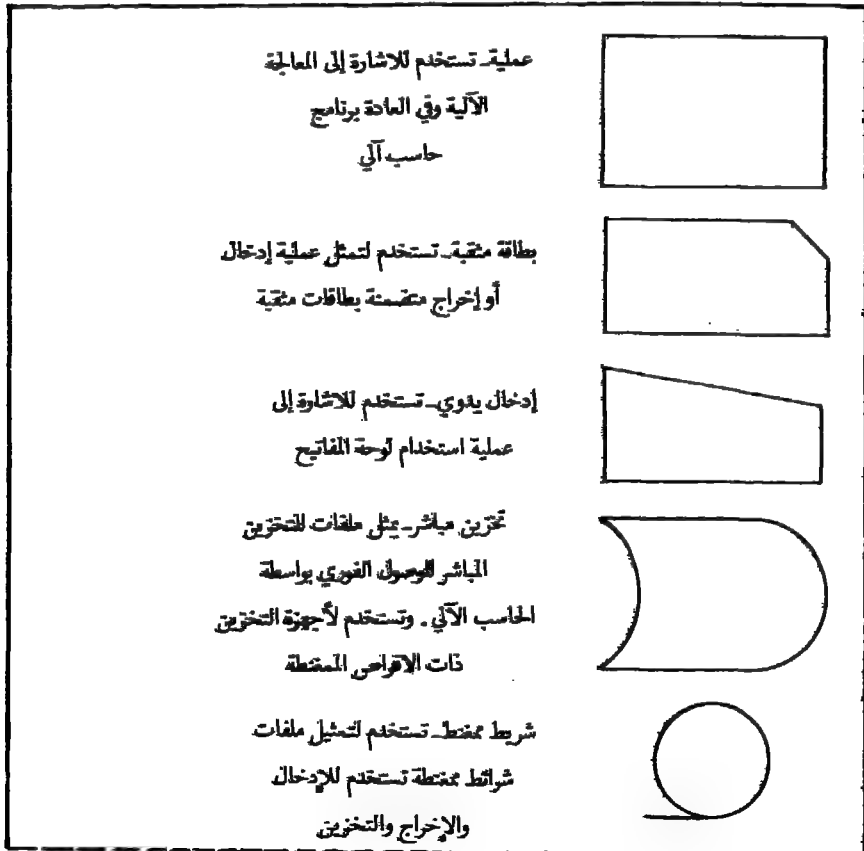 عملية- تستخدم للاشارة إلى المعالجة
الآلية وفي العادة برنامج
حاسب آلي
بطاقة مثقبة- تستخدم لتمثل عملية إدخال
أو إخراج متضمنة بطاقات مثقبة
إدخال يدوي- تستخدم للاشارة إلى
عملية استخدام لوحة المفاتيح
تخزين مباشر- يمثل ملفات للتخزين
المباشر للوصول الفوري بواسطة
الحاسب الآلي. وتستخدم لأجهزة التخزين
ذات الاقراص الممغنطة
شريط ممغنط- تستخدم لتمثيل ملفات
شرائط ممغنطة تستخدم للإدخال
والإخراج والتخزين